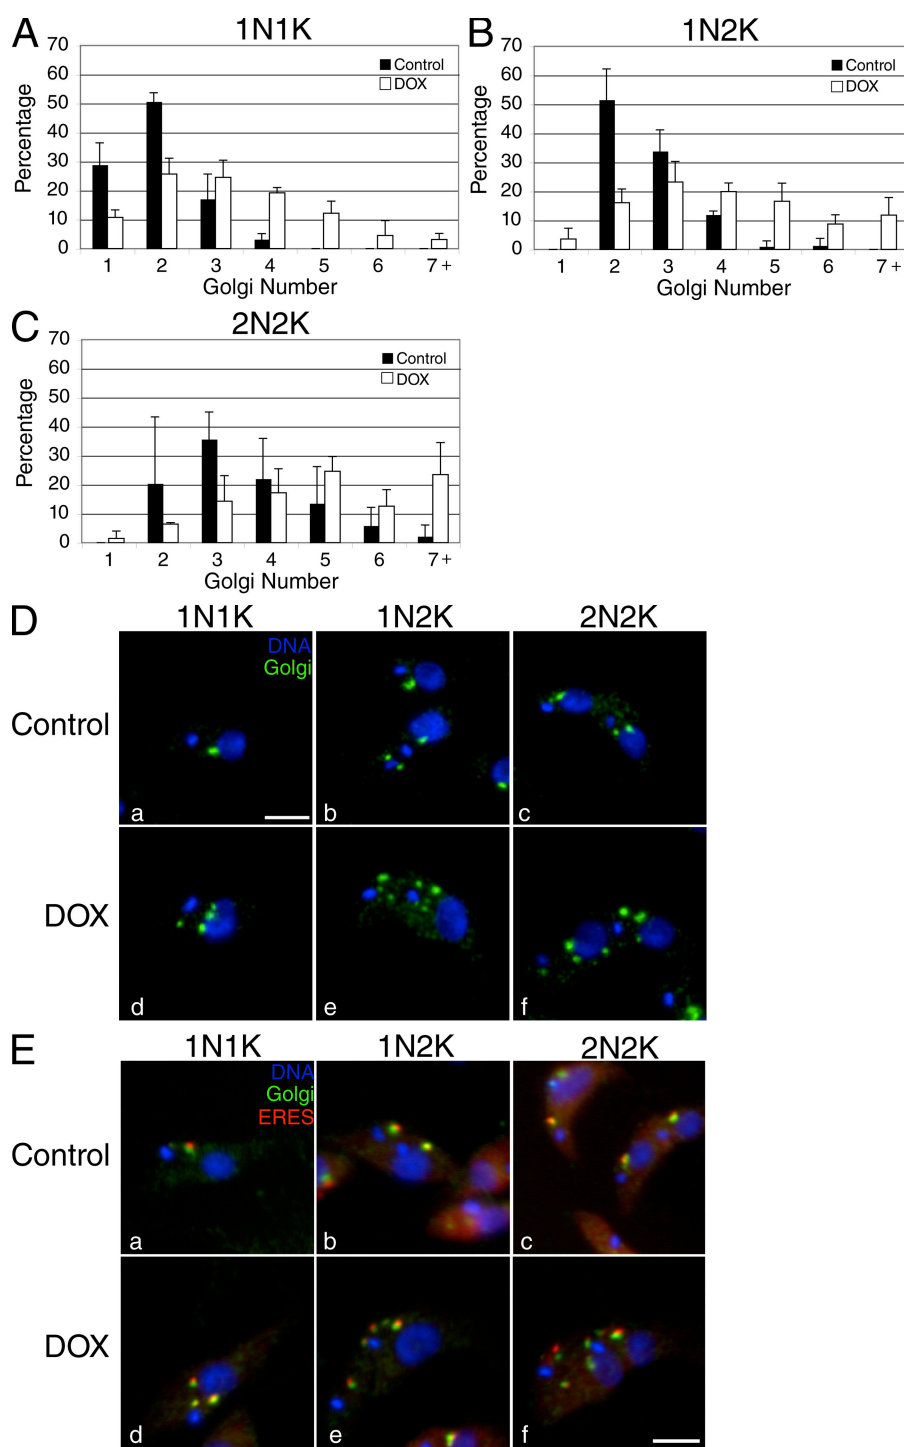 A 1N1K
70
60
50
40
30
20
10
0
Percentage
Control
DOX
1 2 3 4 5 6 7 +
Golgi Number
B 1N2K
70
60
50
40
30
20
10
0
Percentage
Control
DOX
1 2 3 4 5 6 7 +
Golgi Number
C 2N2K
70
60
50
40
30
20
10
0
Percentage
Control
DOX
1 2 3 4 5 6 7 +
Golgi Number
D 1N1K 1N2K 2N2K
DNA
Golgi
Control
a b c
DOX
d e f
E 1N1K 1N2K 2N2K
DNA
Golgi
ERES
Control
a b c
DOX
d e f